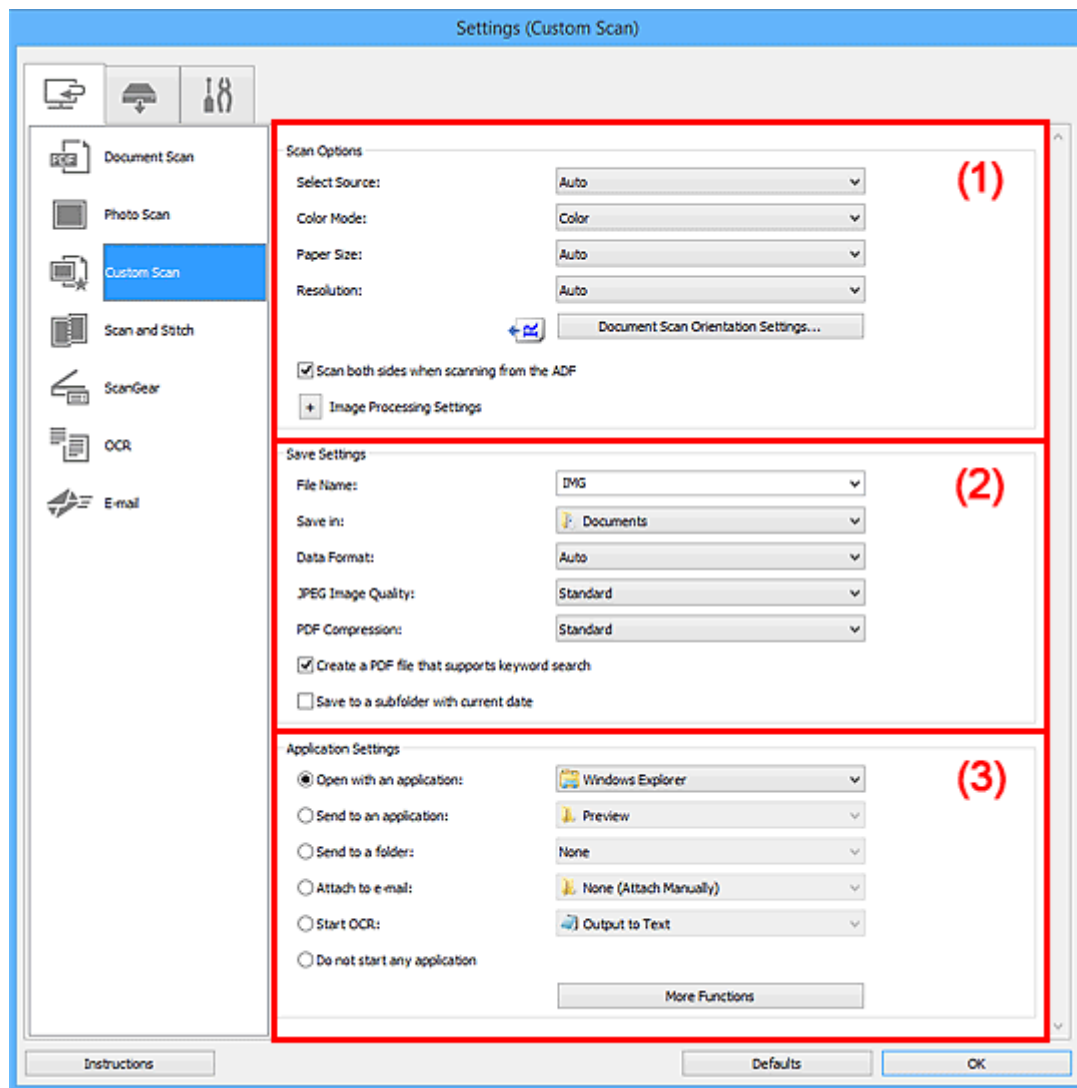 Settings (Custom Scan)
Document Scan
Photo Scan
Custom Scan
Scan and Stitch
ScanGear
OCR
E-mail
(1)
Scan Options
Select Source: Auto
Color Mode: Color
Paper Size: Auto
Resolution: Auto
Document Scan Orientation Settings...
Scan both sides when scanning from the ADF
+ Image Processing Settings
(2)
Save Settings
File Name: IMG
Save in: Documents
Data Format: Auto
JPEG Image Quality: Standard
PDF Compression: Standard
Create a PDF file that supports keyword search
Save to a subfolder with current date
(3)
Application Settings
Open with an application: Windows Explorer
Send to an application: Preview
Send to a folder: None
Attach to e-mail: None (Attach Manually)
Start OCR: Output to Text
Do not start any application
More Functions
Instructions Defaults OK